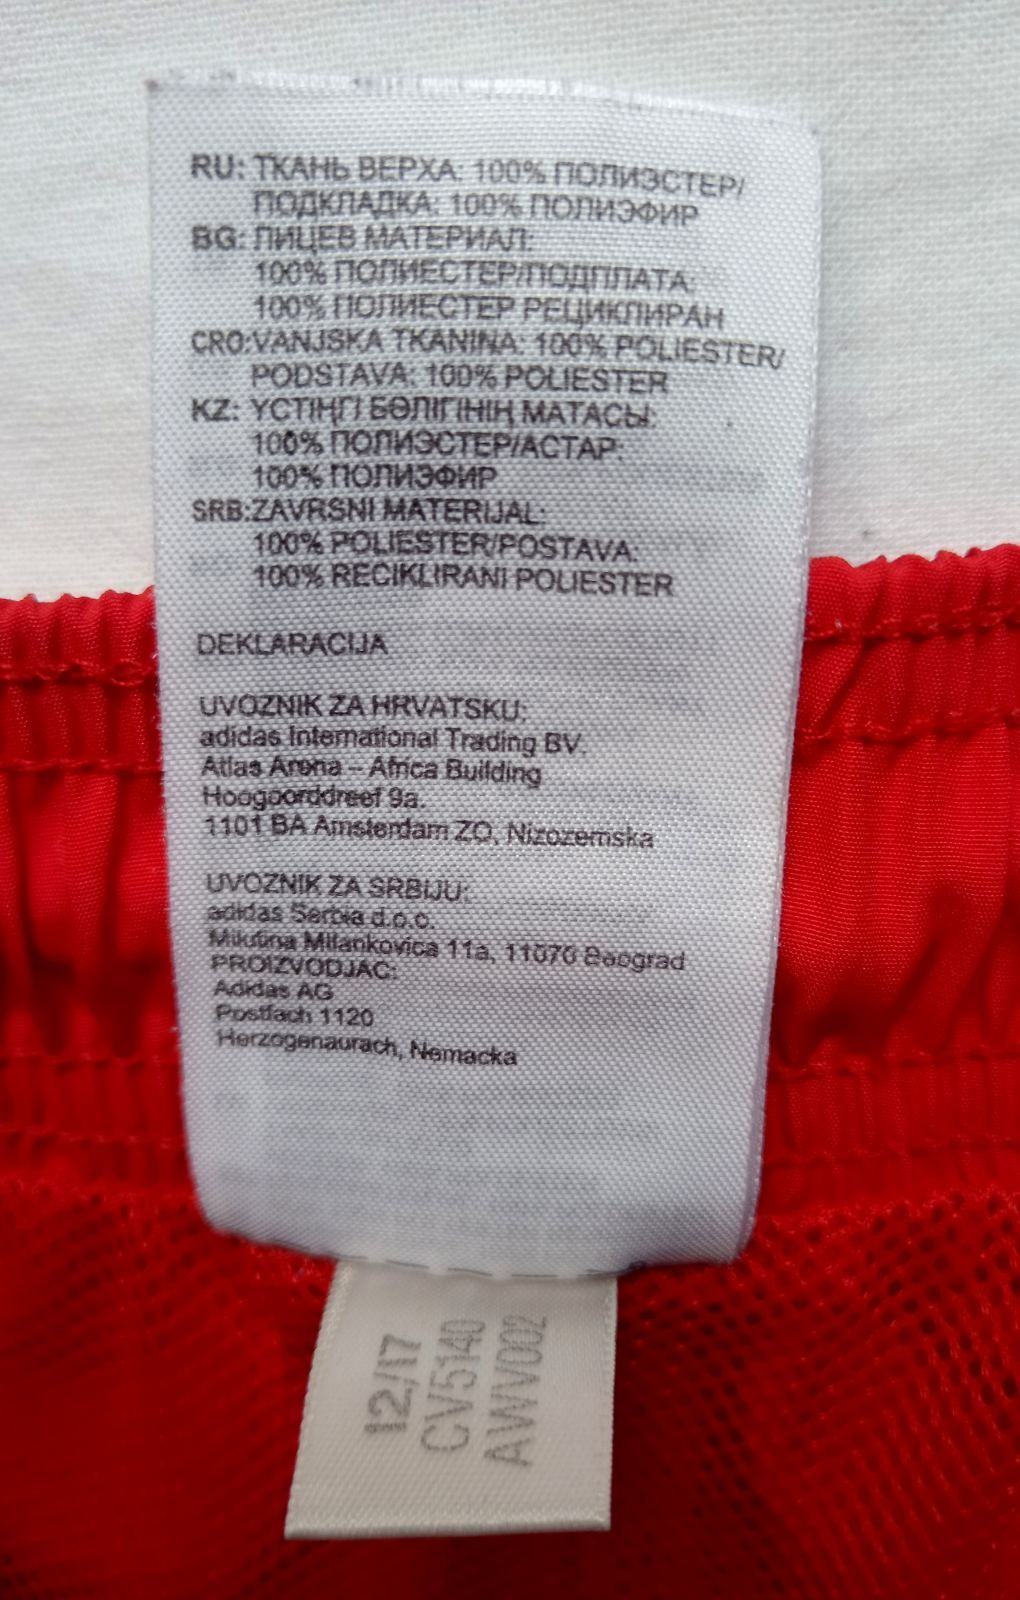 RU: ТКАНЬ ВЕРХА: 100% ПОЛИЭСТЕР/
ПОДКЛАДКА: 100% ПОЛИЭФИР
BG: ЛИЦЕВ МАТЕРИАЛ:
100% ПОЛИЕСТЕР/ПОДПЛАТА:
100% ПОЛИЕСТЕР РЕЦИКЛИРАН
CRO:VANJSKA TKANINA: 100% POLIESTER/
PODSTAVA: 100% POLIESTER
KZ: ҮСТІҢГІ БӨЛІГІНІҢ МАТАСЫ:
100% ПОЛИЭСТЕР/АСТАР:
100% ПОЛИЭФИР
SRB:ZAVRSNI MATERIJAL:
100% POLIESTER/POSTAVA:
100% RECIKLIRANI POLIESTER
DEKLARACIJA
UVOZNIK ZA HRVATSKU:
adidas International Trading BV.
Atlas Arena – Africa Building
Hoogoorddreef 9a.
1101 BA Amsterdam ZO, Nizozemska
UVOZNIK ZA SRBIJU:
adidas Serbia d.o.o.
Milutina Milankovica 11a, 11070 Beograd
PROIZVODJAC:
Adidas AG
Postfach 1120
Herzogenaurach, Nemacka
12/17
CV5140
AWV002